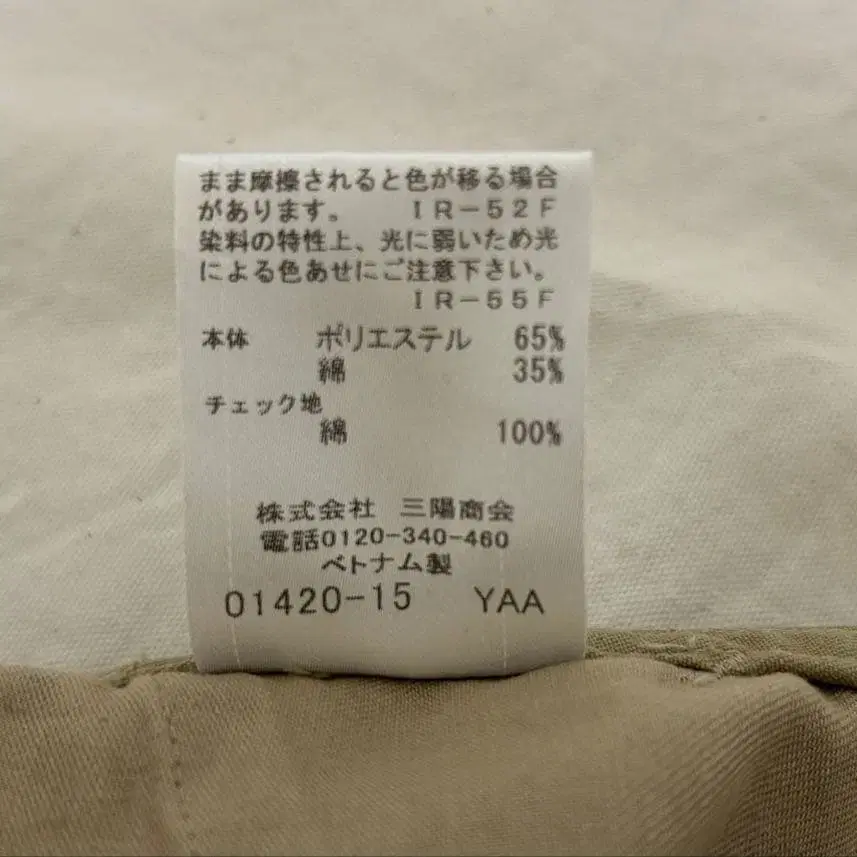 まま摩擦されると色が移る場合
があります。 IR-52F
染料の特性上、光に弱いため光
による色あせにご注意下さい。
IR-55F
本体 ポリエステル 65%
綿 35%
チェック地
綿 100%
株式会社 三陽商会
電話0120-340-460
ベトナム製
01420-15 YAA